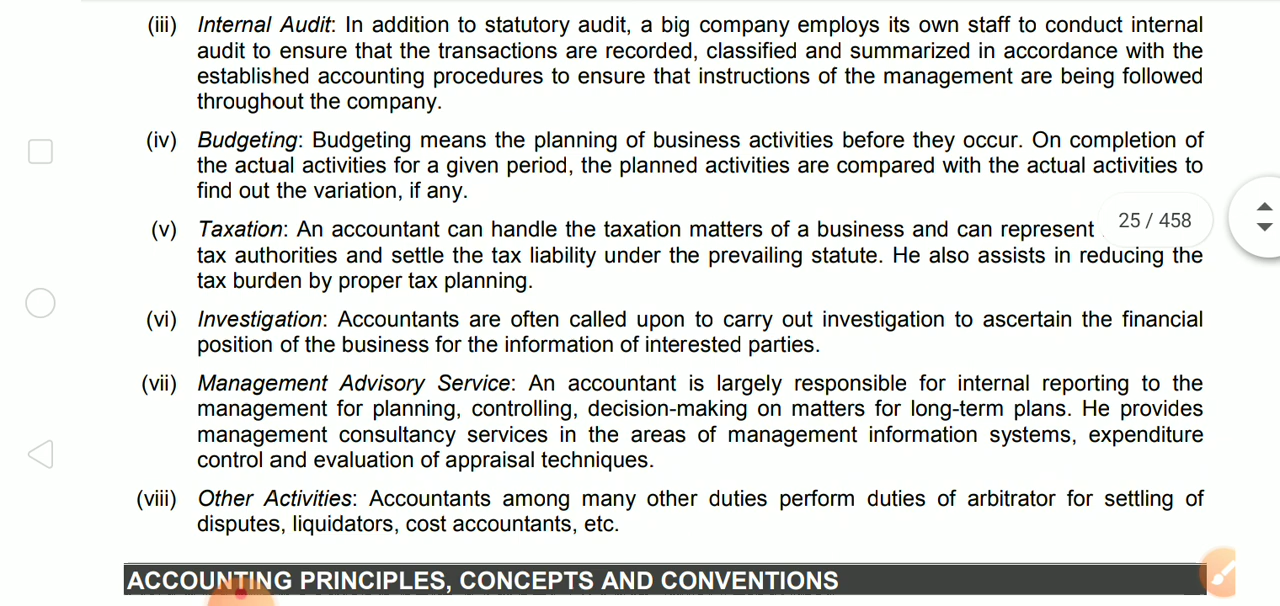 (iii) Internal Audit: In addition to statutory audit, a big company employs its own staff to conduct internal
audit to ensure that the transactions are recorded, classified and summarized in accordance with the
established accounting procedures to ensure that instructions of the management are being followed
throughout the company.
(iv) Budgeting: Budgeting means the planning of business activities before they occur. On completion of
the actual activities for a given period, the planned activities are compared with the actual activities to
find out the variation, if any.
(v) Taxation: An accountant can handle the taxation matters of a business and can represent
25 / 458
tax authorities and settle the tax liability under the prevailing statute. He also assists in reducing the
tax burden by proper tax planning.
(vi) Investigation: Accountants are often called upon to carry out investigation to ascertain the financial
position of the business for the information of interested parties.
(vii) Management Advisory Service: An accountant is largely responsible for internal reporting to the
management for planning, controlling, decision-making on matters for long-term plans. He provides
management consultancy services in the areas of management information systems, expenditure
control and evaluation of appraisal techniques.
(viii) Other Activities: Accountants among many other duties perform duties of arbitrator for settling of
disputes, liquidators, cost accountants, etc.
ACCOUNTING PRINCIPLES, CONCEPTS AND CONVENTIONS